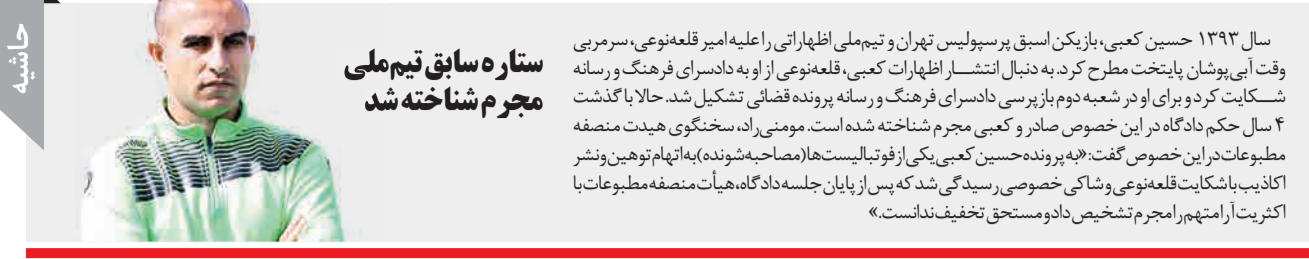 حاشیه
ستاره سابق تیم‌ملی
مجرم شناخته شد
سال ۱۳۹۳ حسین کعبی، بازیکن اسبق پرسپولیس تهران و تیم‌ملی اظهاراتی را علیه امیر قلعه‌نوعی، سرمربی
وقت آبی‌پوشان پایتخت مطرح کرد. به دنبال انتشار اظهارات کعبی، قلعه‌نوعی از او به دادسرای فرهنگ و رسانه
شکایت کرد و برای او در شعبه دوم بازپرسی دادسرای فرهنگ و رسانه پرونده قضائی تشکیل شد. حالا با گذشت
۴ سال حکم دادگاه در این خصوص صادر و کعبی مجرم شناخته شده است. مومنی‌راد، سخنگوی هیدت منصفه
مطبوعات در این خصوص گفت: «به پرونده حسین کعبی یکی از فوتبالیست‌ها (مصاحبه‌شونده) به اتهام توهین و نشر
اکاذیب با شکایت قلعه‌نوعی و شاکی خصوصی رسیدگی شد که پس از پایان جلسه دادگاه، هیأت منصفه مطبوعات با
اکثریت آرا متهم را مجرم تشخیص داد و مستحق تخفیف ندانست.»